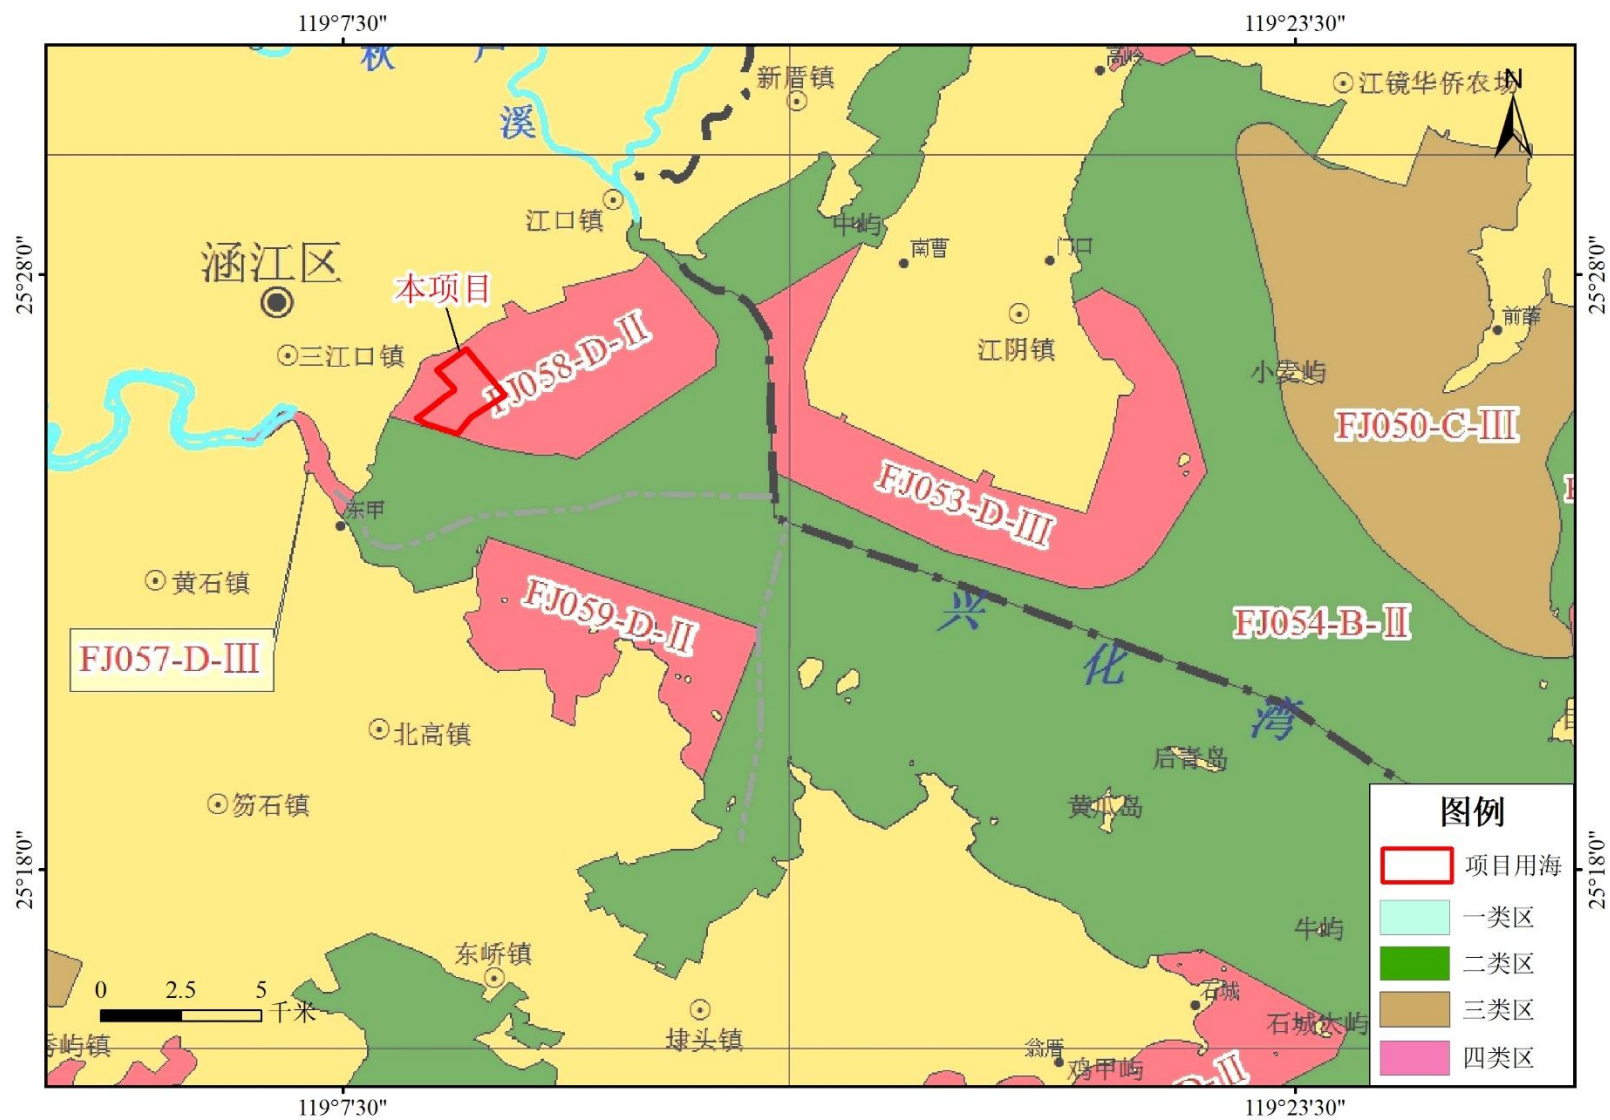 119°7'30"
119°23'30"
秋
芦
溪
新厝镇
高岭
江镜华侨农场
N
江口镇
中屿
南曹
门口
25°28'0"
25°28'0"
涵江区
本项目
三江口镇
江阴镇
前薛
小麦屿
FJ058-D-Ⅱ
FJ050-C-Ⅲ
FJ053-D-Ⅲ
东甲
黄石镇
FJ059-D-Ⅱ
FJ054-B-Ⅱ
FJ057-D-Ⅲ
兴
化
湾
北高镇
后青岛
笏石镇
黄瓜岛
25°18'0"
25°18'0"
图例
项目用海
一类区
二类区
三类区
四类区
牛屿
东峤镇
石城
石城大屿
0
2.5
5
千米
埭头镇
秀屿镇
翁厝
鸡甲屿
D-Ⅱ
119°7'30"
119°23'30"